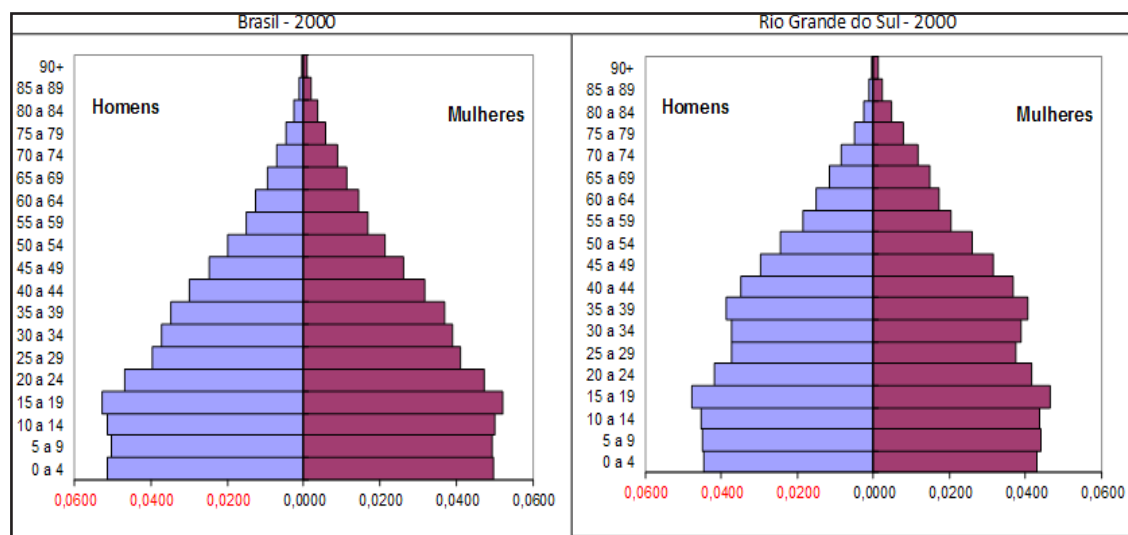 Brasil - 2000
90+
85 a 89
80 a 84
75 a 79
70 a 74
65 a 69
60 a 64
55 a 59
50 a 54
45 a 49
40 a 44
35 a 39
30 a 34
25 a 29
20 a 24
15 a 19
10 a 14
5 a 9
0 a 4
Homens
Mulheres
0,0600 0,0400 0,0200 0,0000 0,0200 0,0400 0,0600
Rio Grande do Sul - 2000
90+
85 a 89
80 a 84
75 a 79
70 a 74
65 a 69
60 a 64
55 a 59
50 a 54
45 a 49
40 a 44
35 a 39
30 a 34
25 a 29
20 a 24
15 a 19
10 a 14
5 a 9
0 a 4
Homens
Mulheres
0,0600 0,0400 0,0200 0,0000 0,0200 0,0400 0,0600